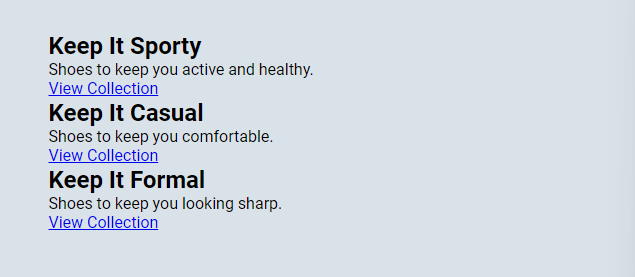 Keep It Sporty
Shoes to keep you active and healthy.
View Collection
Keep It Casual
Shoes to keep you comfortable.
View Collection
Keep It Formal
Shoes to keep you looking sharp.
View Collection